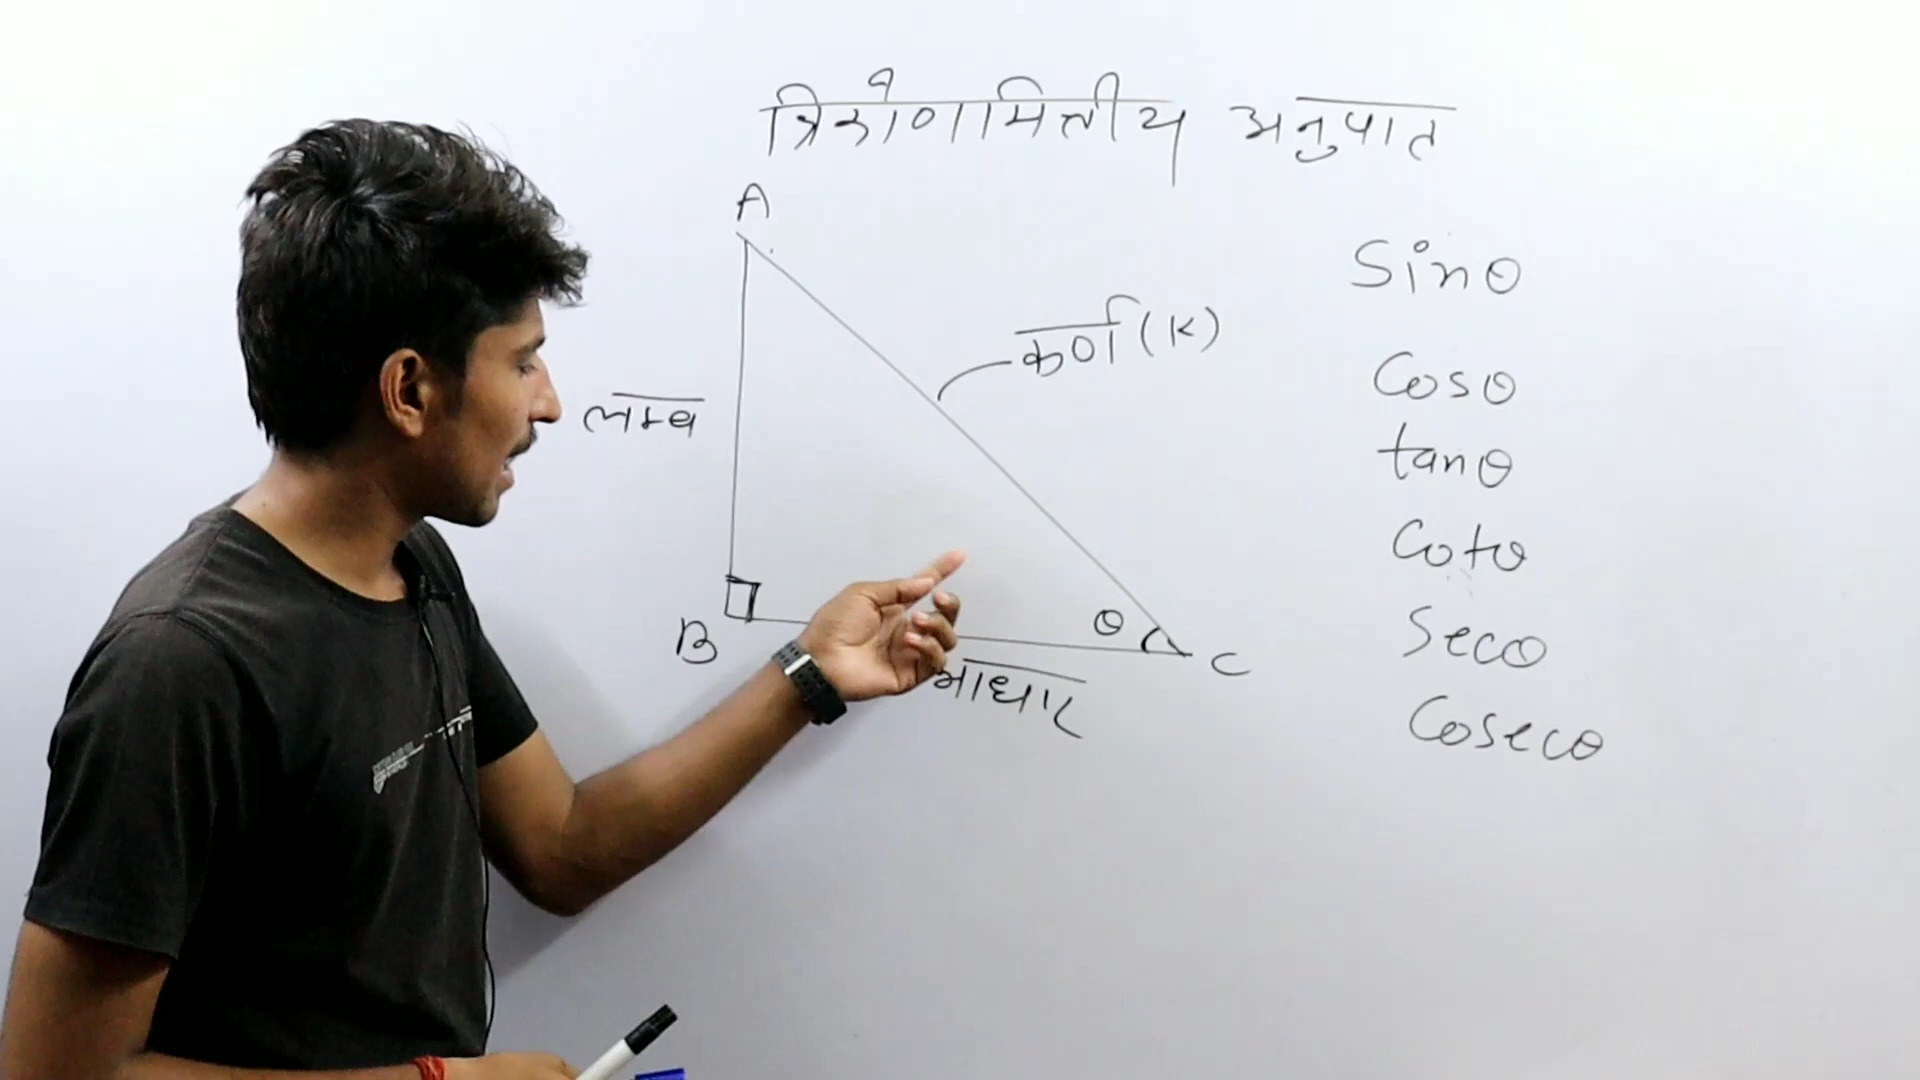 त्रिकोणामित्तीय अनुपात
A
Sinθ
कर्ण (K)
Cosθ
लम्ब
tanθ
Cotθ
θ
B
C
Secθ
आधार
Cosecθ